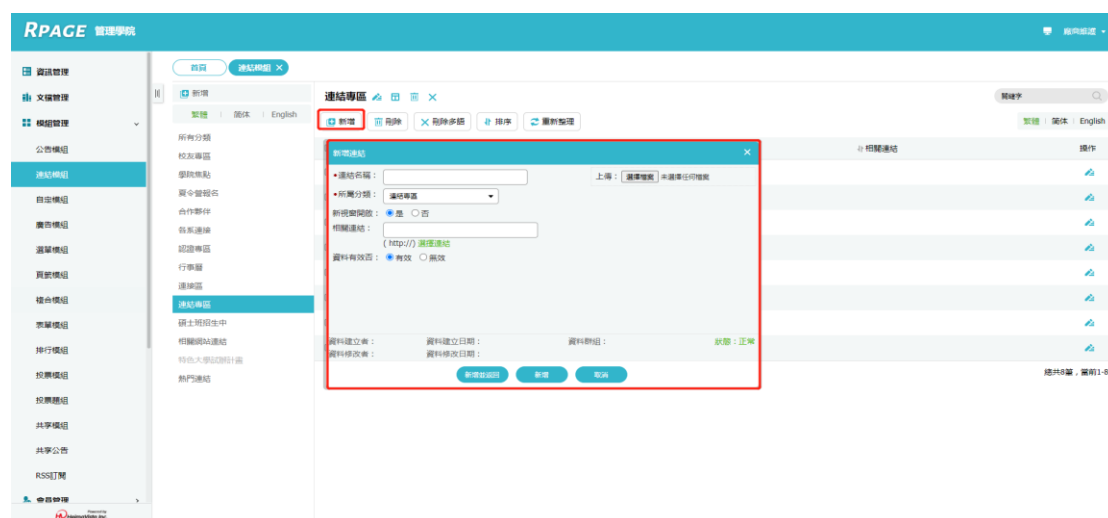 RPAGE 管理學院
資訊管理
文檔管理
模組管理
公告模組
連結模組
自定模組
廣告模組
選單模組
頁籤模組
複合模組
表單模組
排行模組
投票模組
投票題組
共享模組
共享公告
RSS訂閱
會員管理
首頁
連結模組 ×
新增
繁體 | 简体 | English
所有分類
校友專區
學院焦點
夏令營報名
合作夥伴
各系連線
認證專區
行事曆
連線區
連結專區
碩士班招生中
相關網站連結
特色大學試辦計畫
熱門連結
連結專區
關鍵字
新增 刪除 刪除多語 排序 重新整理
繁體 | 简体 | English
相關連結 操作
新增連結 ×
•連結名稱：
上傳： 選擇檔案 未選擇任何檔案
•所屬分類： 連結專區
新視窗開啟： 是 否
相關連結：
( http://) 選擇連結
資料有效否： 有效 無效
資料建立者： 資料建立日期： 資料群組： 狀態：正常
資料修改者： 資料修改日期：
新增並返回 新增 取消
總共8筆，當前1-8
Powered by